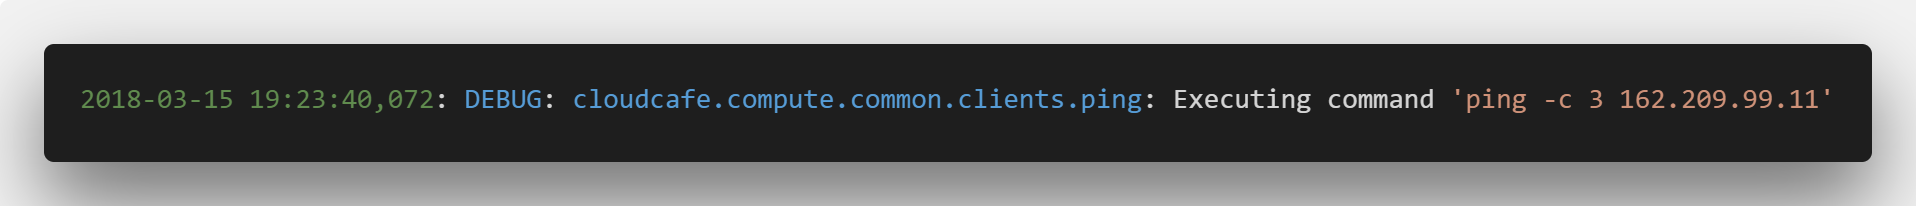 2018-03-15 19:23:40,072: DEBUG: cloudcafe.compute.common.clients.ping: Executing command 'ping -c 3 162.209.99.11'